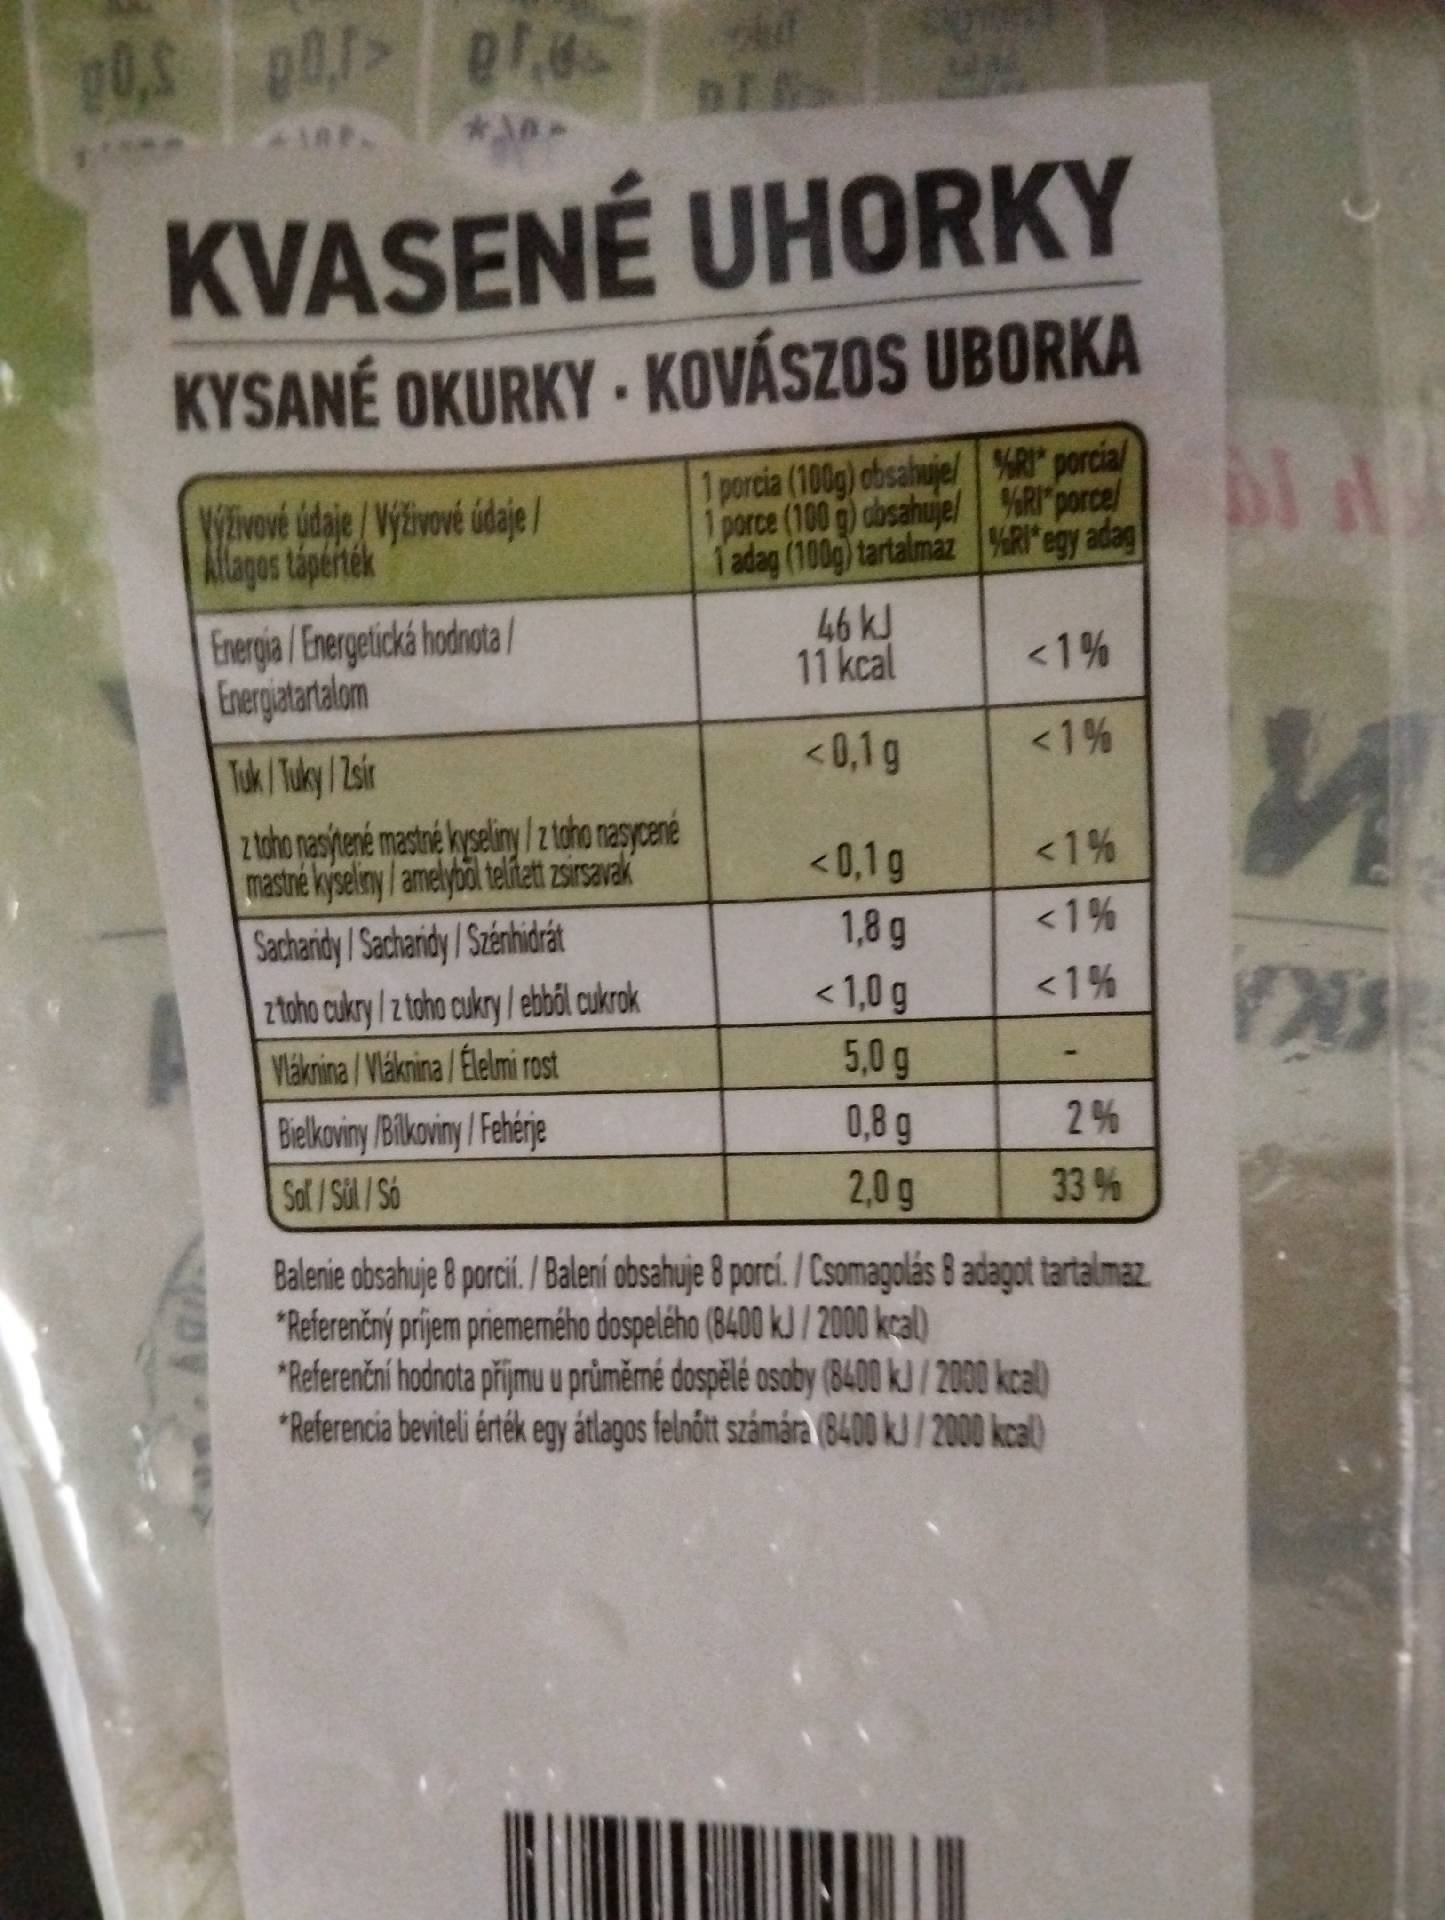 KVASENÉ UHORKY
KYSANÉ OKURKY · KOVÁSZOS UBORKA
Výživové údaje / Výživové údaje /
Átlagos tápérték
1 porcia (100g) obsahuje/
1 porce (100 g) obsahuje/
1 adag (100g) tartalmaz
%RI* porcia/
%RI* porce/
%RI* egy adag
Energia / Energetická hodnota /
Energiatartalom
46 kJ
11 kcal
<1%
Tuk / Tuky / Zsír
<0,1 g
<1%
z toho nasýtené mastné kyseliny / z toho nasycené
mastné kyseliny / amelyből telített zsírsavak
<0,1 g
<1%
Sacharidy / Sacharidy / Szénhidrát
1,8 g
<1%
z toho cukry / z toho cukry / ebből cukrok
<1,0 g
<1%
Vláknina / Vláknina / Élelmi rost
5,0 g
-
Bielkoviny /Bílkoviny / Fehérje
0,8 g
2 %
Soľ / Sůl / Só
2,0 g
33 %
Balenie obsahuje 8 porcií. / Balení obsahuje 8 porcí. / Csomagolás 8 adagot tartalmaz.
*Referenčný príjem priemerného dospelého (8400 kJ / 2000 kcal)
*Referenční hodnota příjmu u průměrné dospělé osoby (8400 kJ / 2000 kcal)
*Referencia beviteli érték egy átlagos felnőtt számára (8400 kJ / 2000 kcal)